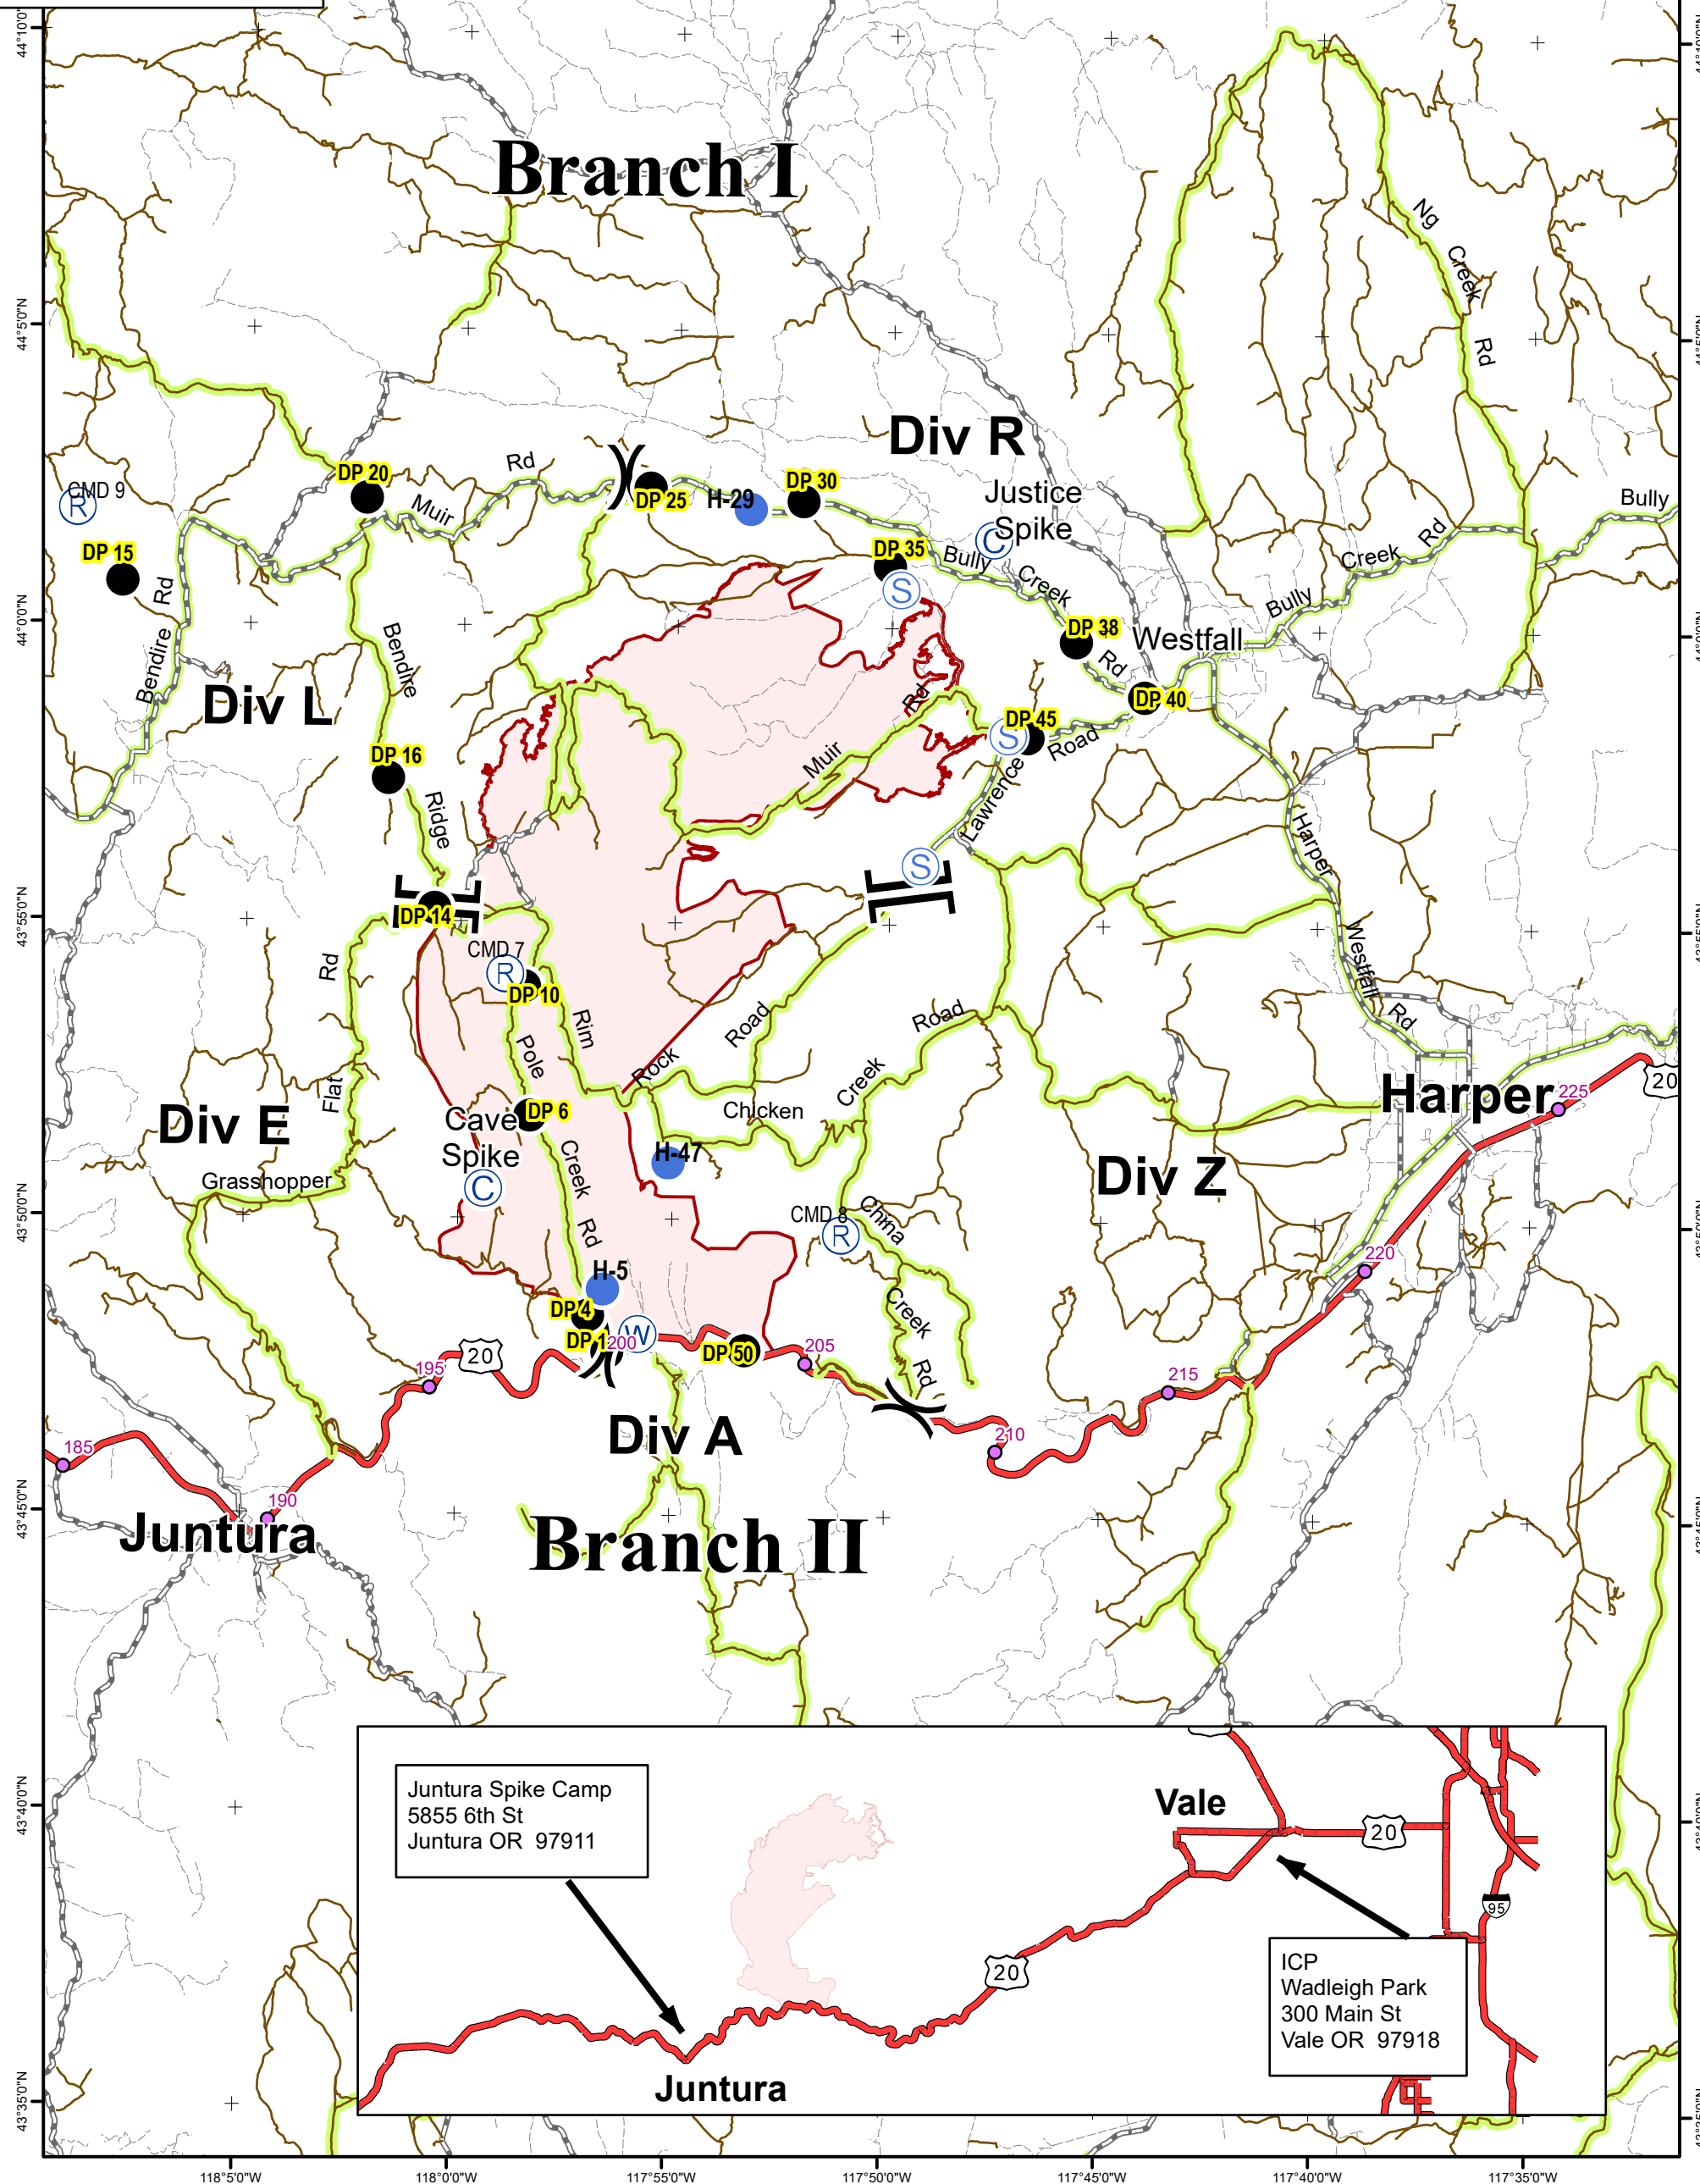 Branch I
Ng
Creek
Rd
Div R
Justice
Spike
C
CMD 9
R
DP 20
Rd
Muir
DP 25
H-29
DP 30
Bully
DP 15
DP 35
S
Bully
Creek
Rd
Creek
Rd
Bully
DP 38
Westfall
Rd
Bendire
Bendire
Div L
DP 40
Rd
DP 45
S
Road
DP 16
Muir
Ridge
Lawrence
Harper
S
DP 14
CMD 7
R
DP 10
Westfall
Rd
Rd
Rim
Road
Road
Pole
Rock
Creek
Flat
Harper
225
20
Div E
Cave
Spike
C
DP 6
Chicken
H-47
Div Z
Grasshopper
Creek
Rd
CMD 8
R
China
Creek
Rd
H-5
DP 4
DP 1
W
200
DP 50
205
220
20
195
215
210
185
190
Div A
Juntura
Branch II
Juntura Spike Camp
5855 6th St
Juntura OR  97911
Vale
20
95
20
ICP
Wadleigh Park
300 Main St
Vale OR  97918
Juntura
44°10'0"N
44°5'0"N
44°0'0"N
43°55'0"N
43°50'0"N
43°45'0"N
43°40'0"N
43°35'0"N
118°5'0"W
118°0'0"W
117°55'0"W
117°50'0"W
117°45'0"W
117°40'0"W
117°35'0"W